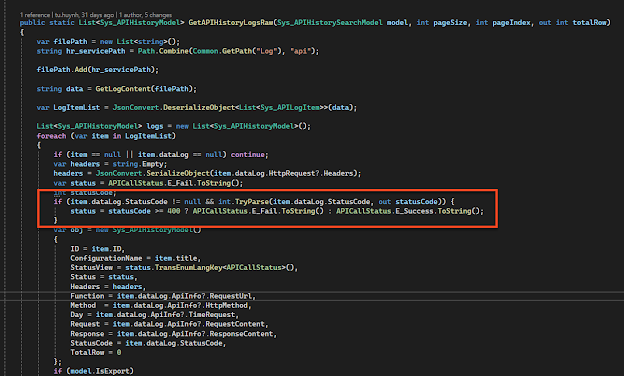 1 reference | tu.huynh, 31 days ago | 1 author, 5 changes
public static List<Sys_APIHistoryModel> GetAPIHistoryLogsRaw(Sys_APIHistorySearchModel model, int pageSize, int pageIndex, out int totalRow)
{
var filePath = new List<string>();
string hr_servicePath = Path.Combine(Common.GetPath("Log"), "api");
filePath.Add(hr_servicePath);
string data = GetLogContent(filePath);
var LogItemList = JsonConvert.DeserializeObject<List<Sys_APILogItem>>(data);
List<Sys_APIHistoryModel> logs = new List<Sys_APIHistoryModel>();
foreach (var item in LogItemList)
{
if (item == null || item.dataLog == null) continue;
var headers = string.Empty;
headers = JsonConvert.SerializeObject(item.dataLog.HttpRequest?.Headers);
var status = APICallStatus.E_Fail.ToString();
int statusCode;
if (item.dataLog.StatusCode != null && int.TryParse(item.dataLog.StatusCode, out statusCode)) {
status = statusCode >= 400 ? APICallStatus.E_Fail.ToString() : APICallStatus.E_Success.ToString();
}
var obj = new Sys_APIHistoryModel()
{
ID = item.ID,
ConfigurationName = item.title,
StatusView = status.TransEnumLangKey<APICallStatus>(),
Status = status,
Headers = headers,
Function = item.dataLog.ApiInfo?.RequestUrl,
Method = item.dataLog.ApiInfo?.HttpMethod,
Day = item.dataLog.ApiInfo?.TimeRequest,
Request = item.dataLog.ApiInfo?.RequestContent,
Response = item.dataLog.ApiInfo?.ResponseContent,
StatusCode = item.dataLog.StatusCode,
TotalRow = 0
};
if (model.IsExport)